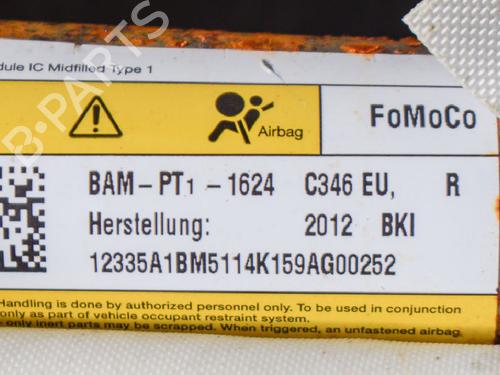 dule IC Midfilled Type 1
Airbag
FoMoCo
BAM-PT1-1624 C346 EU, R
Herstellung: 2012 BKI
12335A1BM5114K159AG00252
Handling is done by authorized personnel only. To be used in conjunction
only as part of vehicle occupant restraint system.
only inert parts may be scrapped. When triggered, an unfastened airbag